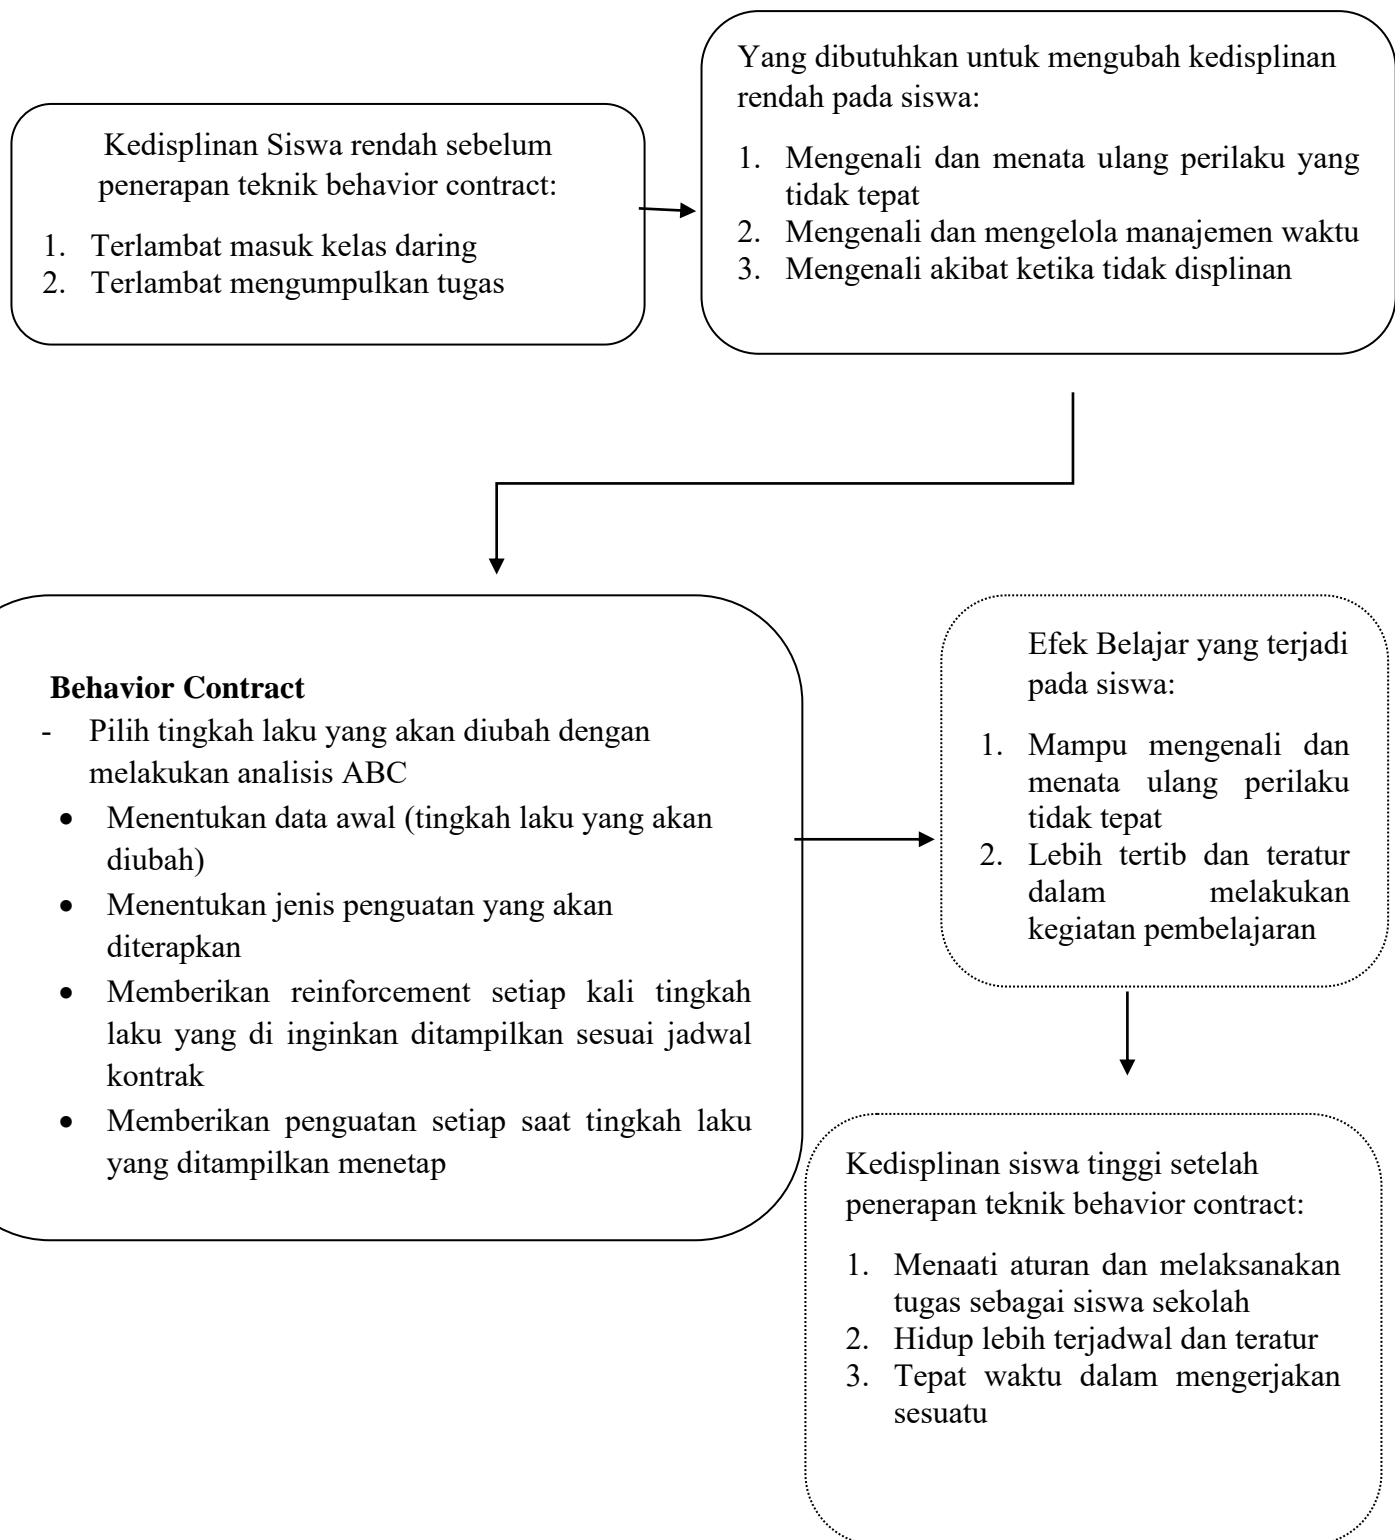 Kedisplinan Siswa rendah sebelum
penerapan teknik behavior contract:
1. Terlambat masuk kelas daring
2. Terlambat mengumpulkan tugas
Yang dibutuhkan untuk mengubah kedisplinan
rendah pada siswa:
1. Mengenali dan menata ulang perilaku yang
tidak tepat
2. Mengenali dan mengelola manajemen waktu
3. Mengenali akibat ketika tidak displinan
Behavior Contract
- Pilih tingkah laku yang akan diubah dengan
melakukan analisis ABC
• Menentukan data awal (tingkah laku yang akan
diubah)
• Menentukan jenis penguatan yang akan
diterapkan
• Memberikan reinforcement setiap kali tingkah
laku yang di inginkan ditampilkan sesuai jadwal
kontrak
• Memberikan penguatan setiap saat tingkah laku
yang ditampilkan menetap
Efek Belajar yang terjadi
pada siswa:
1. Mampu mengenali dan
menata ulang perilaku
tidak tepat
2. Lebih tertib dan teratur
dalam melakukan
kegiatan pembelajaran
Kedisplinan siswa tinggi setelah
penerapan teknik behavior contract:
1. Menaati aturan dan melaksanakan
tugas sebagai siswa sekolah
2. Hidup lebih terjadwal dan teratur
3. Tepat waktu dalam mengerjakan
sesuatu